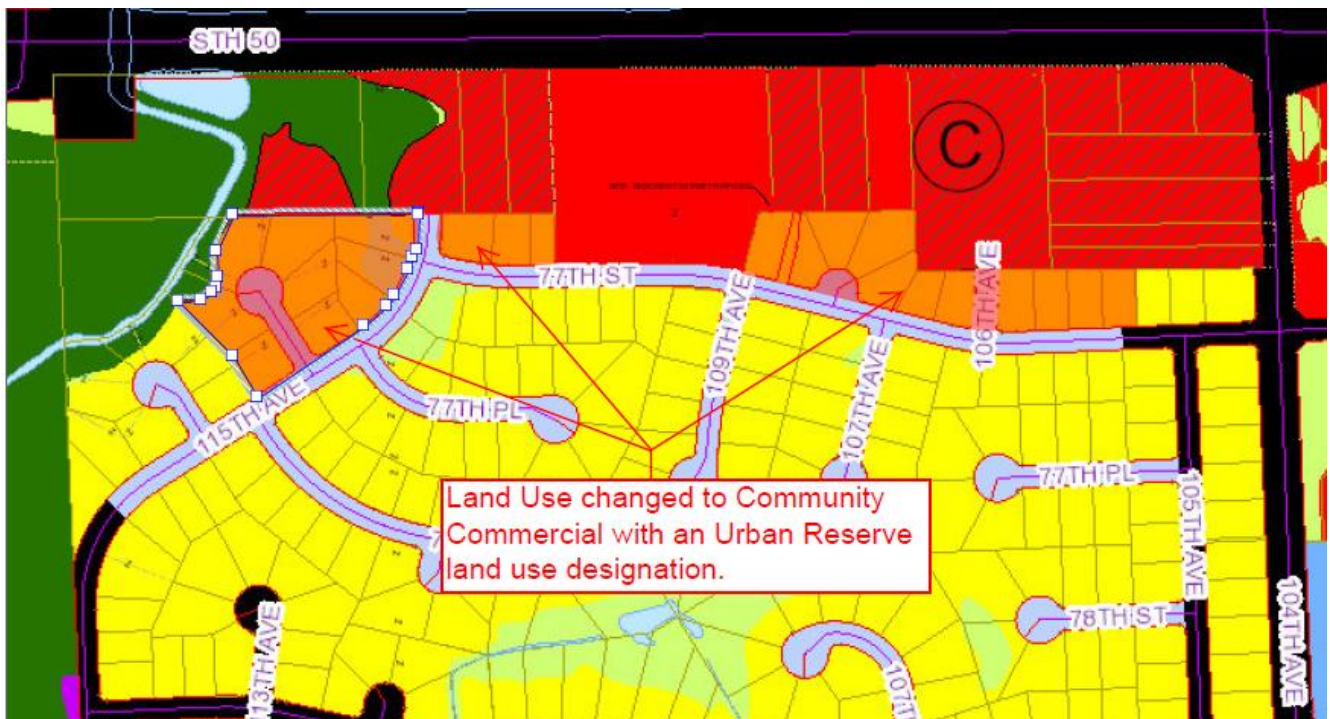 STH 50
C
77TH ST
106TH AVE
109TH AVE
107TH AVE
115TH AVE
77TH PL
77TH PL
105TH AVE
Land Use changed to Community
Commercial with an Urban Reserve
land use designation.
104TH AVE
78TH ST
13TH AVE
107T